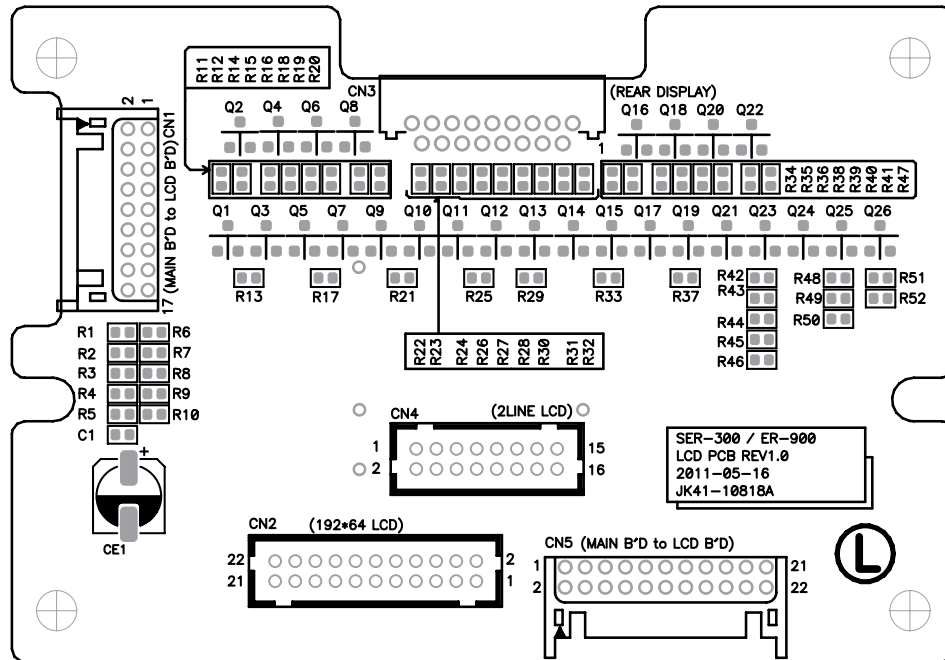 R11
R12
R14
R15
R16
R18
R19
R20
CN3
(REAR DISPLAY)
2 1
Q2 Q4 Q6 Q8
Q16 Q18 Q20 Q22
CN1
(MAIN B'D to LCD B'D)
17
1
R34
R35
R36
R38
R39
R40
R41
R47
Q1 Q3 Q5 Q7 Q9 Q10 Q11 Q12 Q13 Q14 Q15 Q17 Q19 Q21 Q23 Q24 Q25 Q26
R13 R17 R21 R25 R29 R33 R37
R42 R48 R51
R43 R49 R52
R44 R50
R45
R46
R1 R6
R2 R7
R3 R8
R4 R9
R5 R10
C1
+
CE1
R22
R23
R24
R26
R27
R28
R30
R31
R32
CN4 (2LINE LCD)
1 15
2 16
SER-300 / ER-900
LCD PCB REV1.0
2011-05-16
JK41-10818A
CN2 (192*64 LCD)
22 2
21 1
CN5 (MAIN B'D to LCD B'D)
1 21
2 22
L